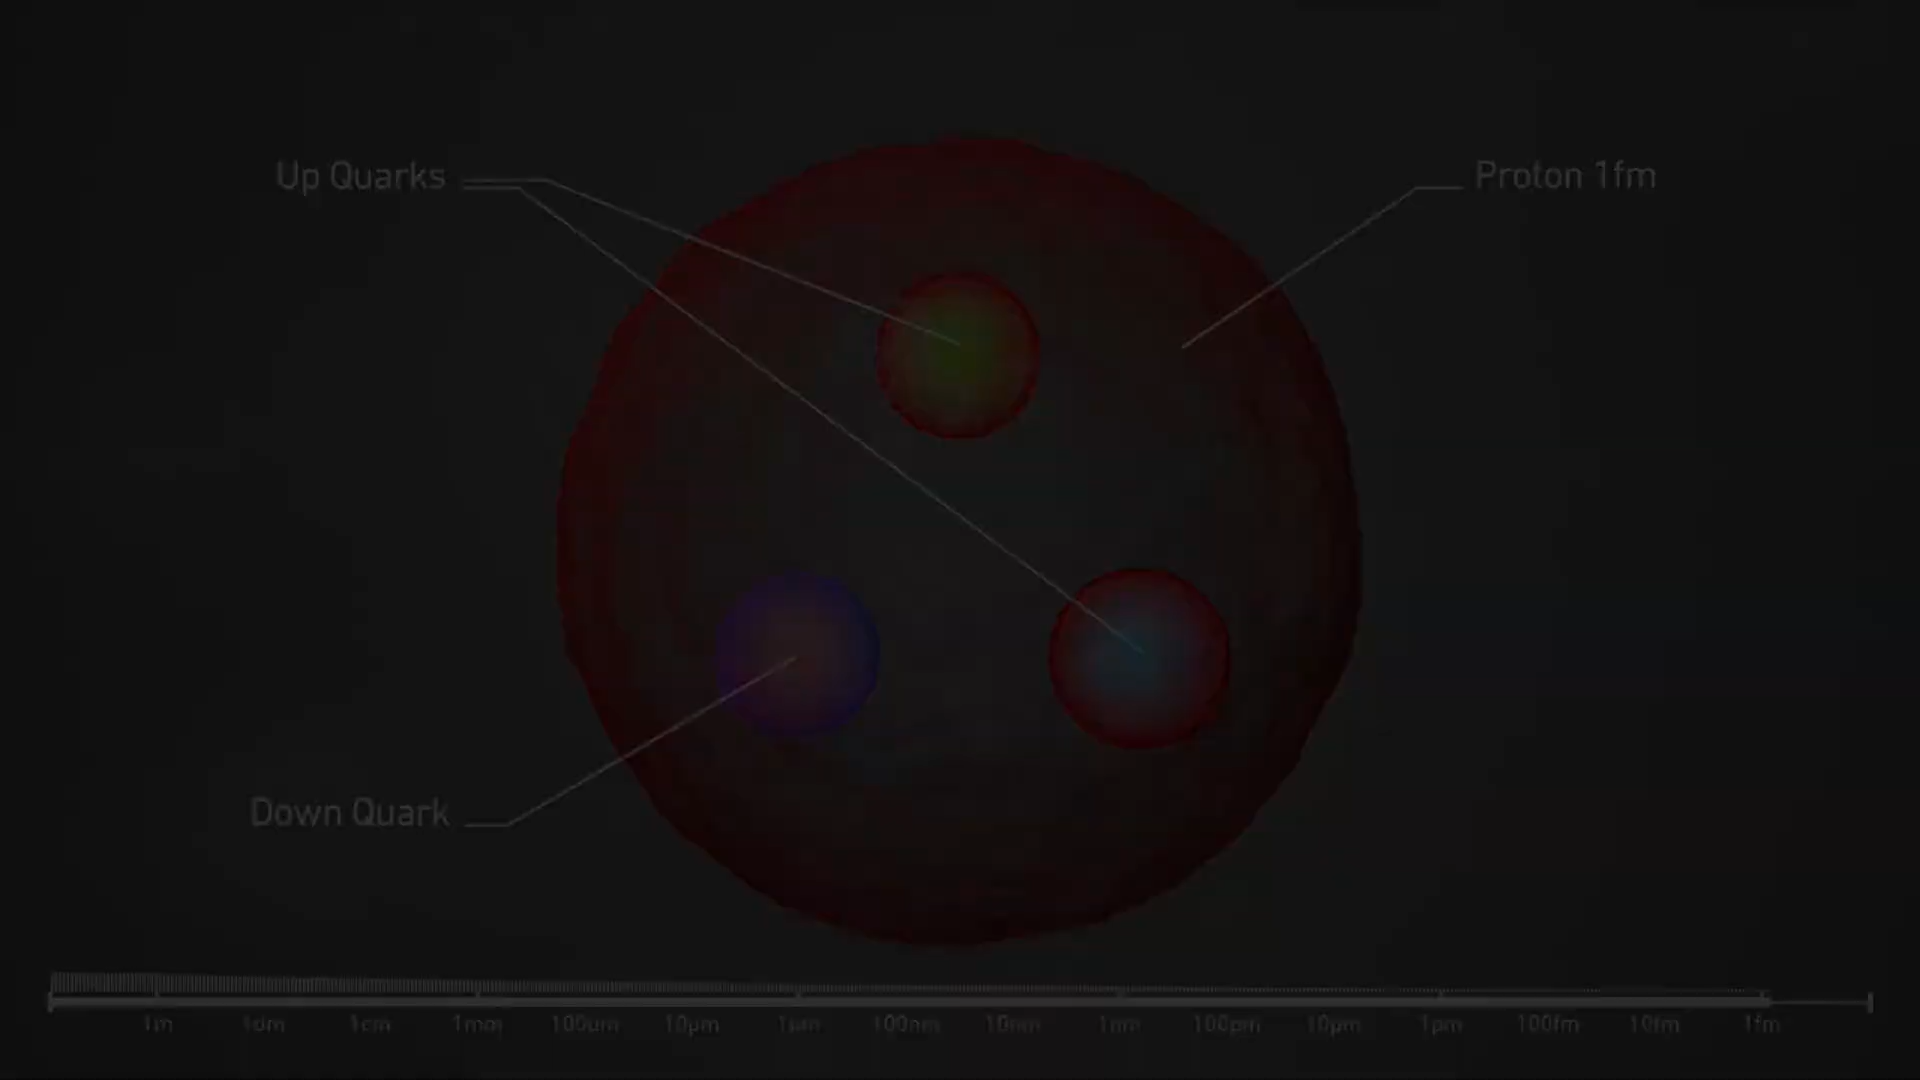 Up Quarks
Proton 1fm
Down Quark
1m 1dm 1cm 1mm 100µm 10µm 1µm 100nm 10nm 1nm 100pm 10pm 1pm 100fm 10fm 1fm